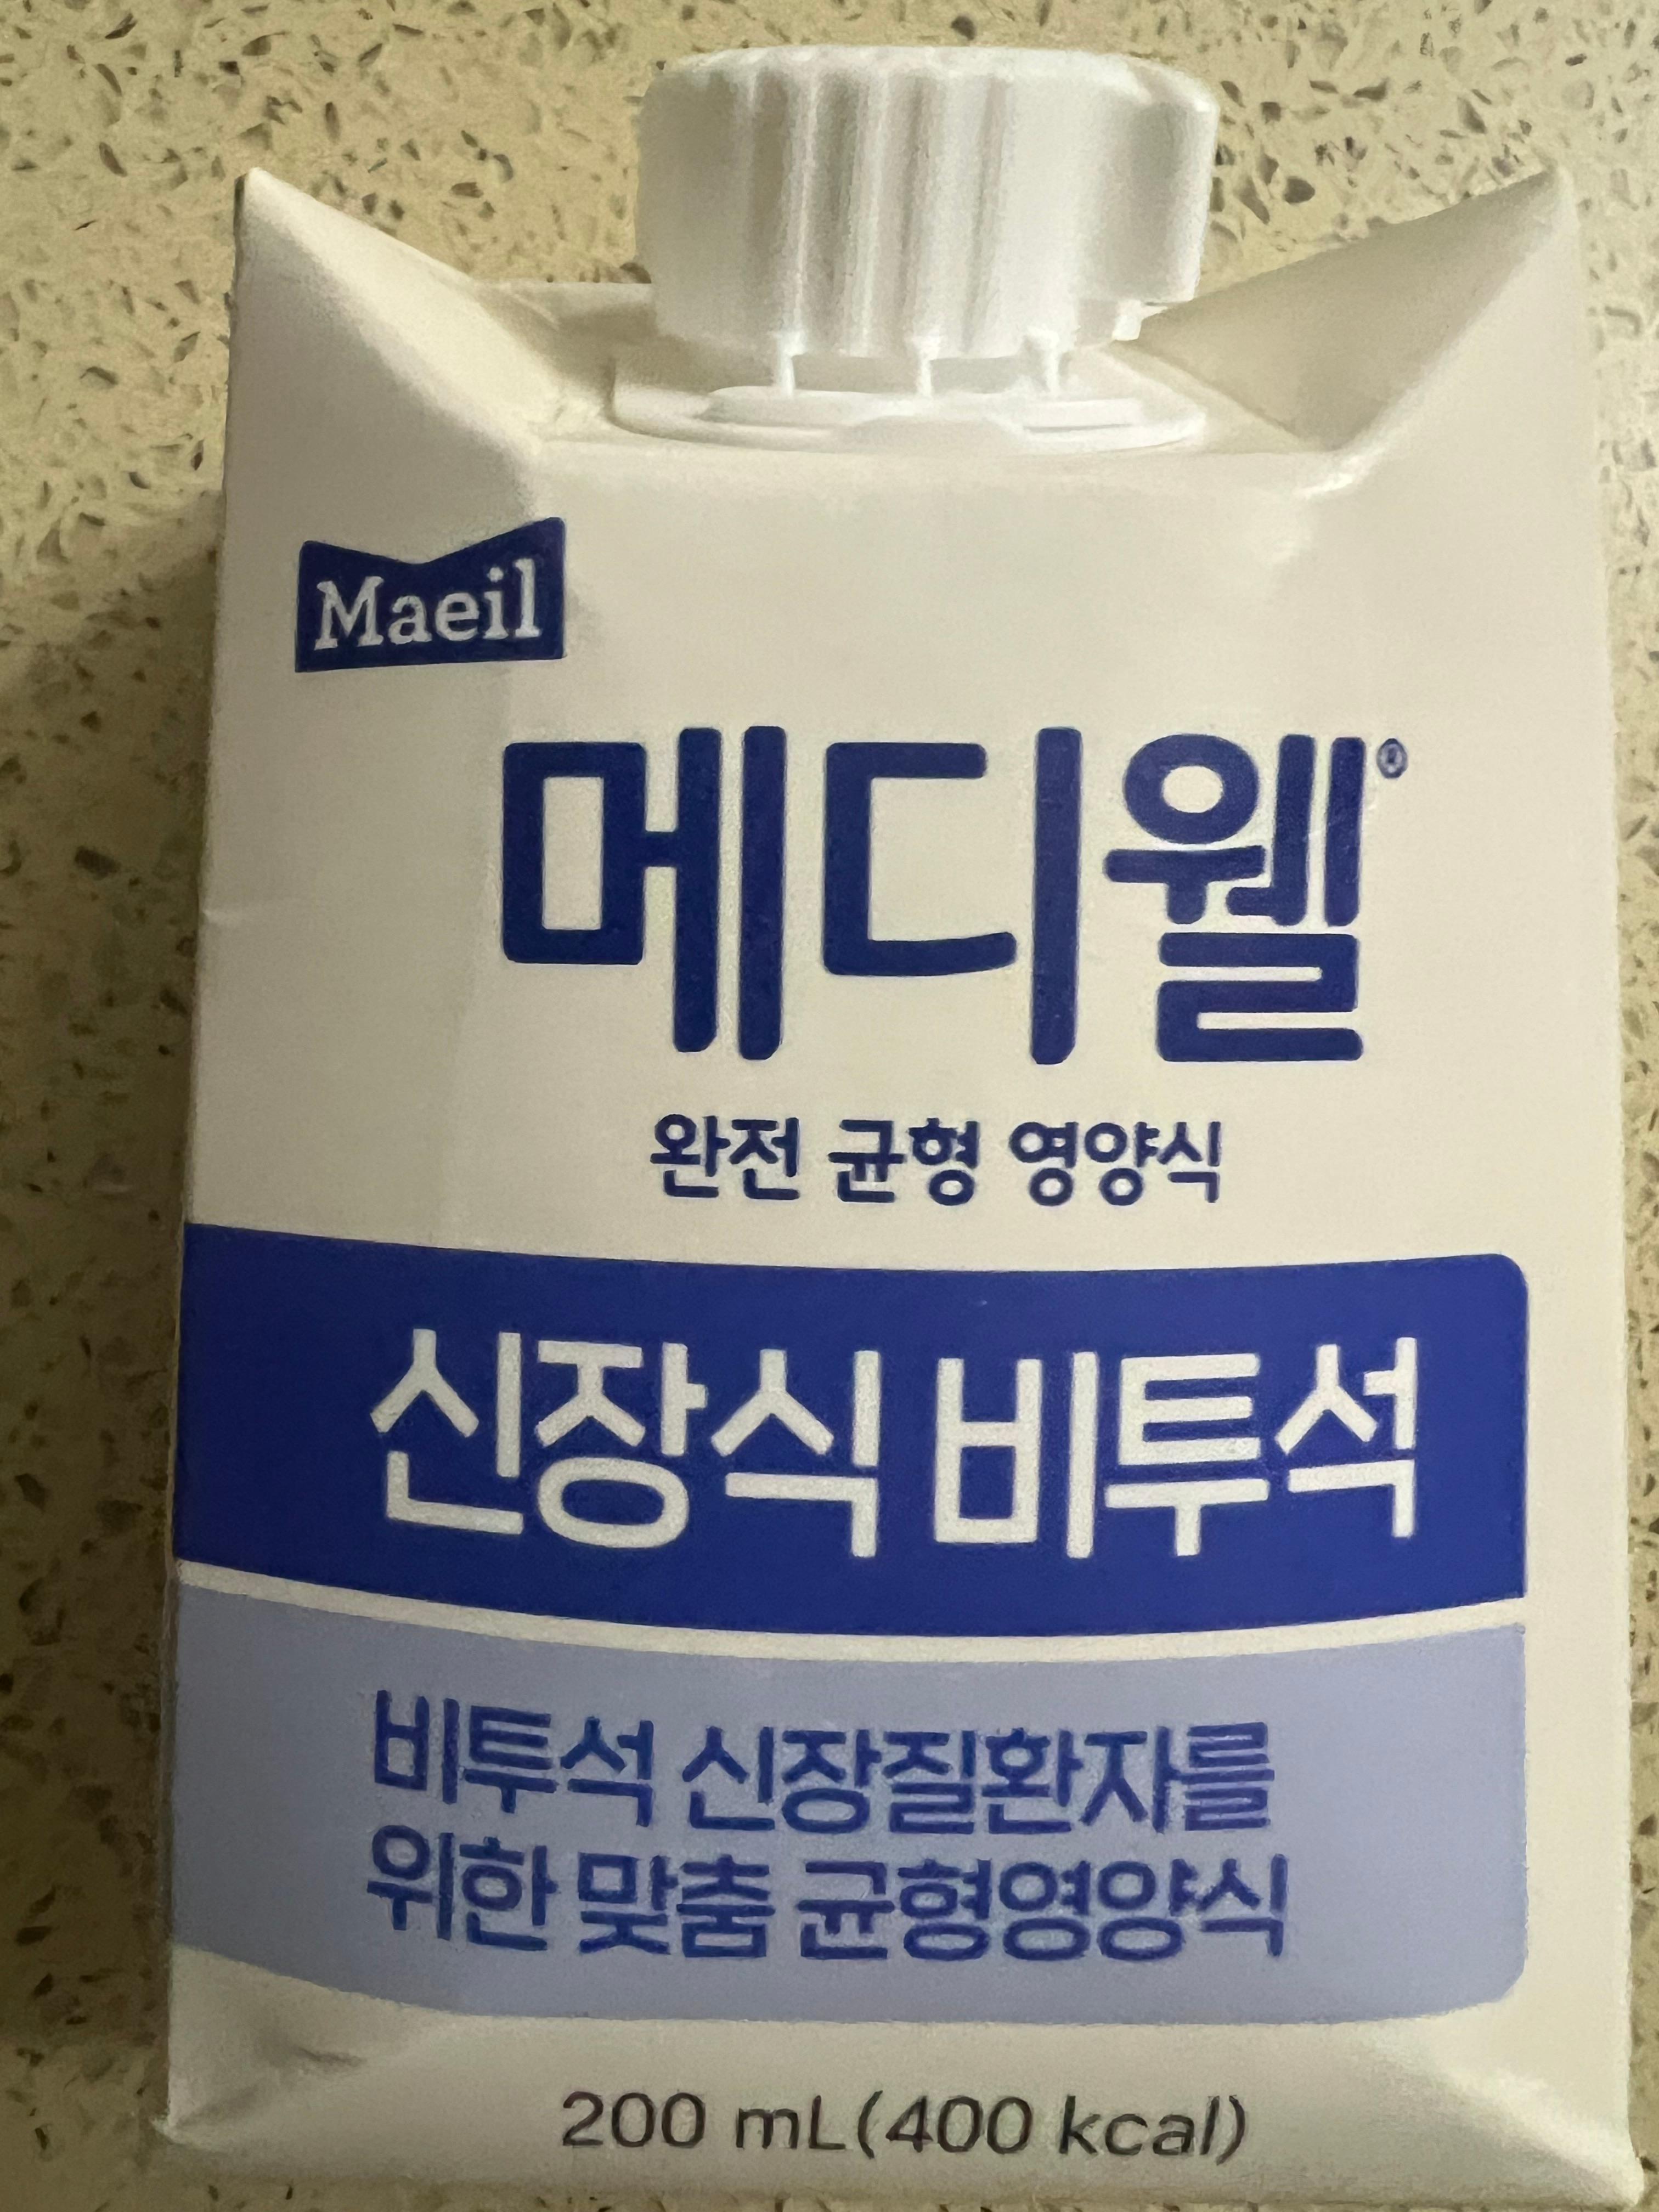 Maeil
메디웰®
완전 균형 영양식
신장식 비투석
비투석 신장질환자를
위한 맞춤 균형영양식
200 mL(400 kcal)